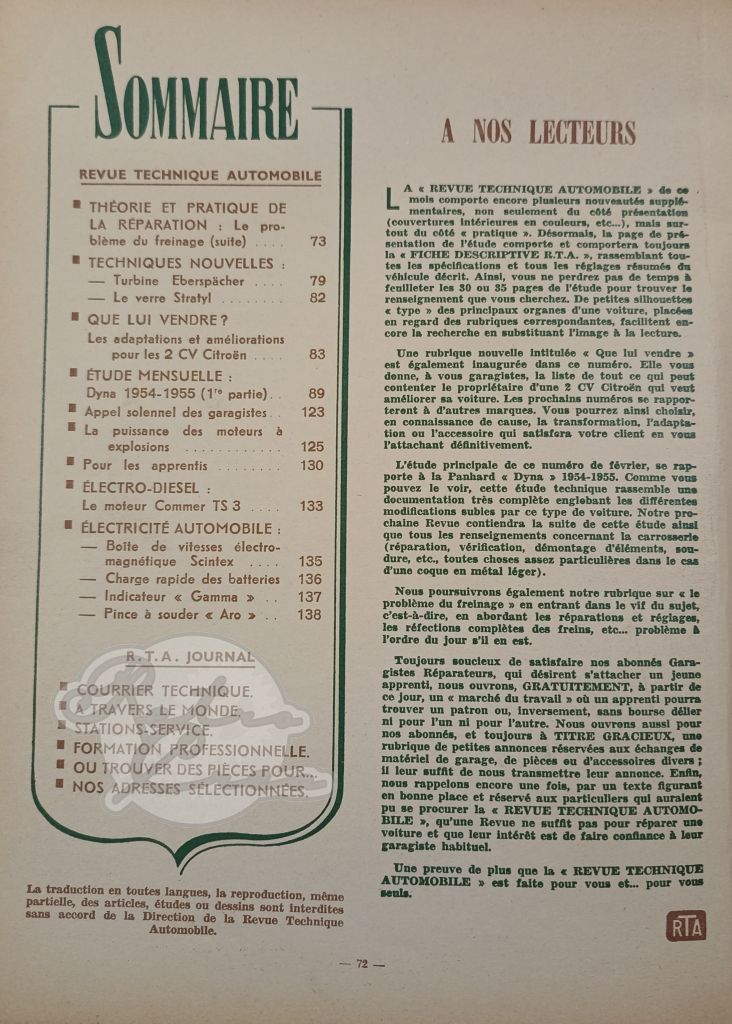 SOMMAIRE
REVUE TECHNIQUE AUTOMOBILE
■ THÉORIE ET PRATIQUE DE
LA RÉPARATION : Le pro-
blème du freinage (suite) .... 73
■ TECHNIQUES NOUVELLES :
— Turbine Eberspächer .... 79
— Le verre Stratyl ........ 82
■ QUE LUI VENDRE ?
Les adaptations et améliorations
pour les 2 CV Citroën .... 83
■ ÉTUDE MENSUELLE :
Dyna 1954-1955 (1re partie).. 89
■ Appel solennel des garagistes.. 123
■ La puissance des moteurs à
explosions ............ 125
■ Pour les apprentis ........ 130
■ ÉLECTRO-DIESEL :
Le moteur Commer TS 3 .... 133
■ ÉLECTRICITÉ AUTOMOBILE :
— Boîte de vitesses électro-
magnétique Scintex .... 135
— Charge rapide des batteries 136
— Indicateur « Gamma » .. 137
— Pince à souder « Aro » .. 138
R.T.A. JOURNAL
■ COURRIER TECHNIQUE.
■ A TRAVERS LE MONDE.
■ STATIONS-SERVICE.
■ FORMATION PROFESSIONNELLE.
■ OU TROUVER DES PIÈCES POUR...
■ NOS ADRESSES SÉLECTIONNÉES.
La traduction en toutes langues, la reproduction, même
partielle, des articles, études ou dessins sont interdites
sans accord de la Direction de la Revue Technique
Automobile.
A NOS LECTEURS
LA « REVUE TECHNIQUE AUTOMOBILE » de ce
mois comporte encore plusieurs nouveautés supplé-
mentaires, non seulement du côté présentation
(couvertures intérieures en couleurs, etc...), mais sur-
tout du côté « pratique ». Désormais, la page de pré-
sentation de l'étude comporte et comportera toujours
la « FICHE DESCRIPTIVE R.T.A. », rassemblant tou-
tes les spécifications et tous les réglages résumés du
véhicule décrit. Ainsi, vous ne perdrez pas de temps à
feuilleter les 30 ou 35 pages de l'étude pour trouver le
renseignement que vous cherchez. De petites silhouettes
« type » des principaux organes d'une voiture, placées
en regard des rubriques correspondantes, facilitent en-
core la recherche en substituant l'image à la lecture.
Une rubrique nouvelle intitulée « Que lui vendre »
est également inaugurée dans ce numéro. Elle vous
donne, à vous garagistes, la liste de tout ce qui peut
contenter le propriétaire d'une 2 CV Citroën qui veut
améliorer sa voiture. Les prochains numéros se rappor-
teront à d'autres marques. Vous pourrez ainsi choisir,
en connaissance de cause, la transformation, l'adapta-
tion ou l'accessoire qui satisfera votre client en vous
l'attachant définitivement.
L'étude principale de ce numéro de février, se rap-
porte à la Panhard « Dyna » 1954-1955. Comme vous
pouvez le voir, cette étude technique rassemble une
documentation très complète englobant les différentes
modifications subies par ce type de voiture. Notre pro-
chaine Revue contiendra la suite de cette étude ainsi
que tous les renseignements concernant la carrosserie
(réparation, vérification, démontage d'éléments, sou-
dure, etc., toutes choses assez particulières dans le cas
d'une coque en métal léger).
Nous poursuivrons également notre rubrique sur « le
problème du freinage » en entrant dans le vif du sujet,
c'est-à-dire, en abordant les réparations et réglages,
les réfections complètes des freins, etc... problème à
l'ordre du jour s'il en est.
Toujours soucieux de satisfaire nos abonnés Gara-
gistes Réparateurs, qui désirent s'attacher un jeune
apprenti, nous ouvrons, GRATUITEMENT, à partir de
ce jour, un « marché du travail » où un apprenti pourra
trouver un patron ou, inversement, sans bourse délier
ni pour l'un ni pour l'autre. Nous ouvrons aussi pour
nos abonnés, et toujours à TITRE GRACIEUX, une
rubrique de petites annonces réservées aux échanges de
matériel de garage, de pièces ou d'accessoires divers ;
il leur suffit de nous transmettre leur annonce. Enfin,
nous rappelons encore une fois, par un texte figurant
en bonne place et réservé aux particuliers qui auraient
pu se procurer la « REVUE TECHNIQUE AUTOMO-
BILE », qu'une Revue ne suffit pas pour réparer une
voiture et que leur intérêt est de faire confiance à leur
garagiste habituel.
Une preuve de plus que la « REVUE TECHNIQUE
AUTOMOBILE » est faite pour vous et... pour vous
seuls.
RTA
— 72 —